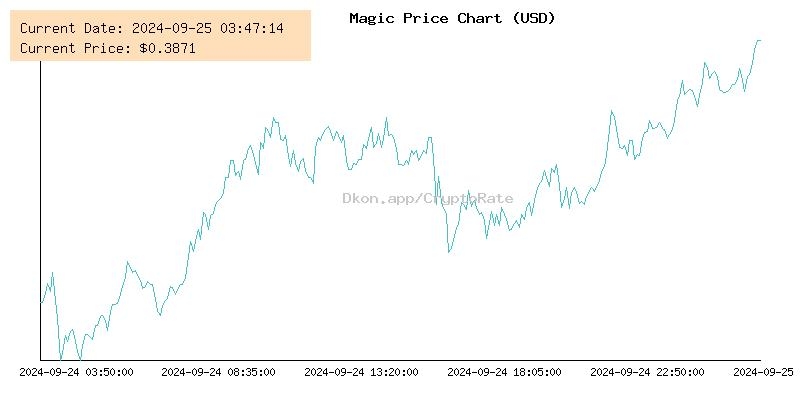 Magic Price Chart (USD)
Current Date: 2024-09-25 03:47:14
Current Price: $0.3871
Dkon.app/CryptoRate
2024-09-24 03:50:00 2024-09-24 08:35:00 2024-09-24 13:20:00 2024-09-24 18:05:00 2024-09-24 22:50:00 2024-09-25